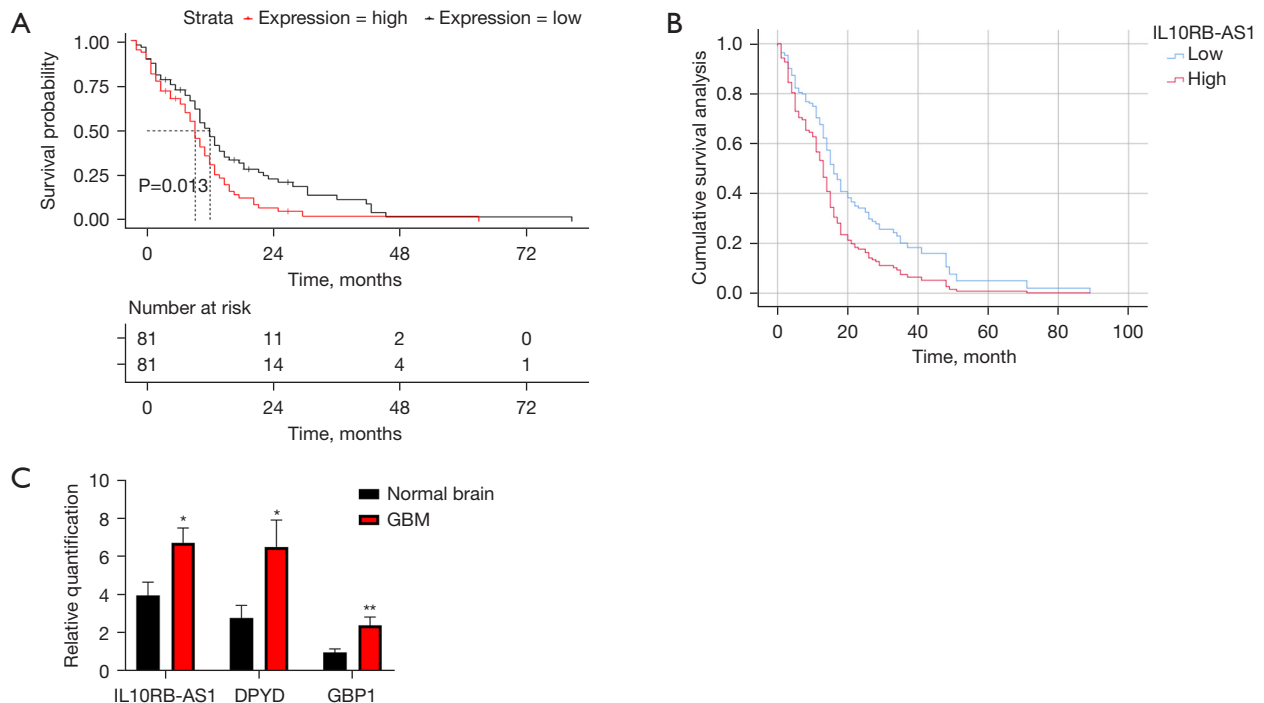 A
Strata Expression = high Expression = low
Survival probability
1.00
0.75
0.50
0.25
0.00
P=0.013
0 24 48 72
Time, months
Number at risk
81 11 2 0
81 14 4 1
0 24 48 72
Time, months
B
IL10RB-AS1
Low
High
Cumulative survival analysis
1.0
0.8
0.6
0.4
0.2
0.0
0 20 40 60 80 100
Time, month
C
Relative quantification
10
8
6
4
2
0
Normal brain
GBM
* * **
IL10RB-AS1 DPYD GBP1